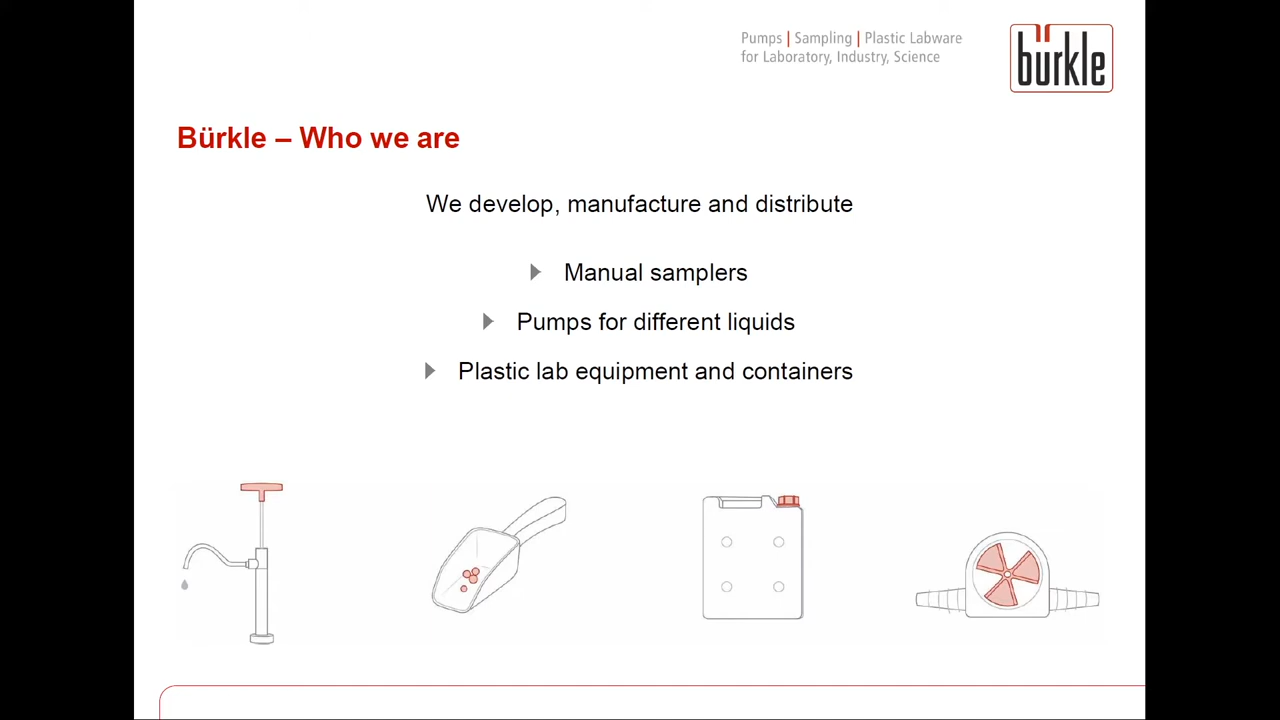 Pumps | Sampling | Plastic Labware
for Laboratory, Industry, Science
bürkle
Bürkle – Who we are
We develop, manufacture and distribute
Manual samplers
Pumps for different liquids
Plastic lab equipment and containers